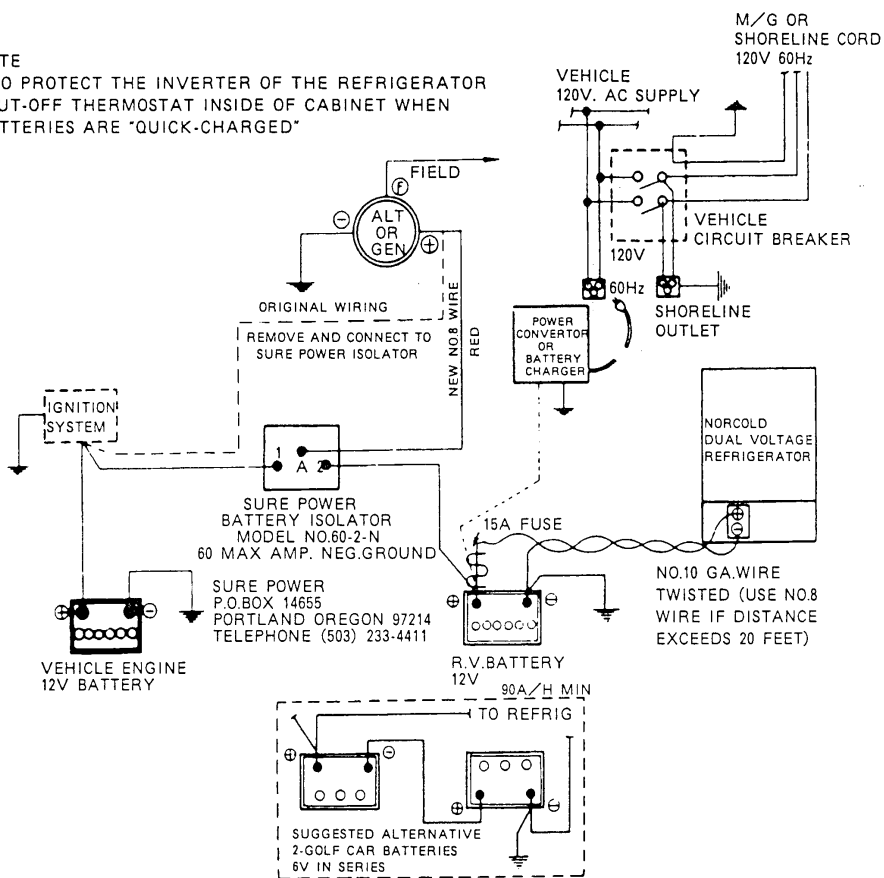 TE
O PROTECT THE INVERTER OF THE REFRIGERATOR
UT-OFF THERMOSTAT INSIDE OF CABINET WHEN
TTERIES ARE "QUICK-CHARGED"
M/G OR
SHORELINE CORD
120V 60Hz
VEHICLE
120V. AC SUPPLY
FIELD
F
ALT
OR
GEN
VEHICLE
CIRCUIT BREAKER
120V
60Hz
SHORELINE
OUTLET
ORIGINAL WIRING
REMOVE AND CONNECT TO
SURE POWER ISOLATOR
NEW NO.8 WIRE
RED
POWER
CONVERTOR
OR
BATTERY
CHARGER
IGNITION
SYSTEM
NORCOLD
DUAL VOLTAGE
REFRIGERATOR
1 A 2
SURE POWER
BATTERY ISOLATOR
MODEL NO.60-2-N
60 MAX AMP. NEG.GROUND
15A FUSE
NO.10 GA.WIRE
TWISTED (USE NO.8
WIRE IF DISTANCE
EXCEEDS 20 FEET)
SURE POWER
P.O.BOX 14655
PORTLAND OREGON 97214
TELEPHONE (503) 233-4411
VEHICLE ENGINE
12V BATTERY
R.V.BATTERY
12V
90A/H MIN
TO REFRIG
SUGGESTED ALTERNATIVE
2-GOLF CAR BATTERIES
6V IN SERIES